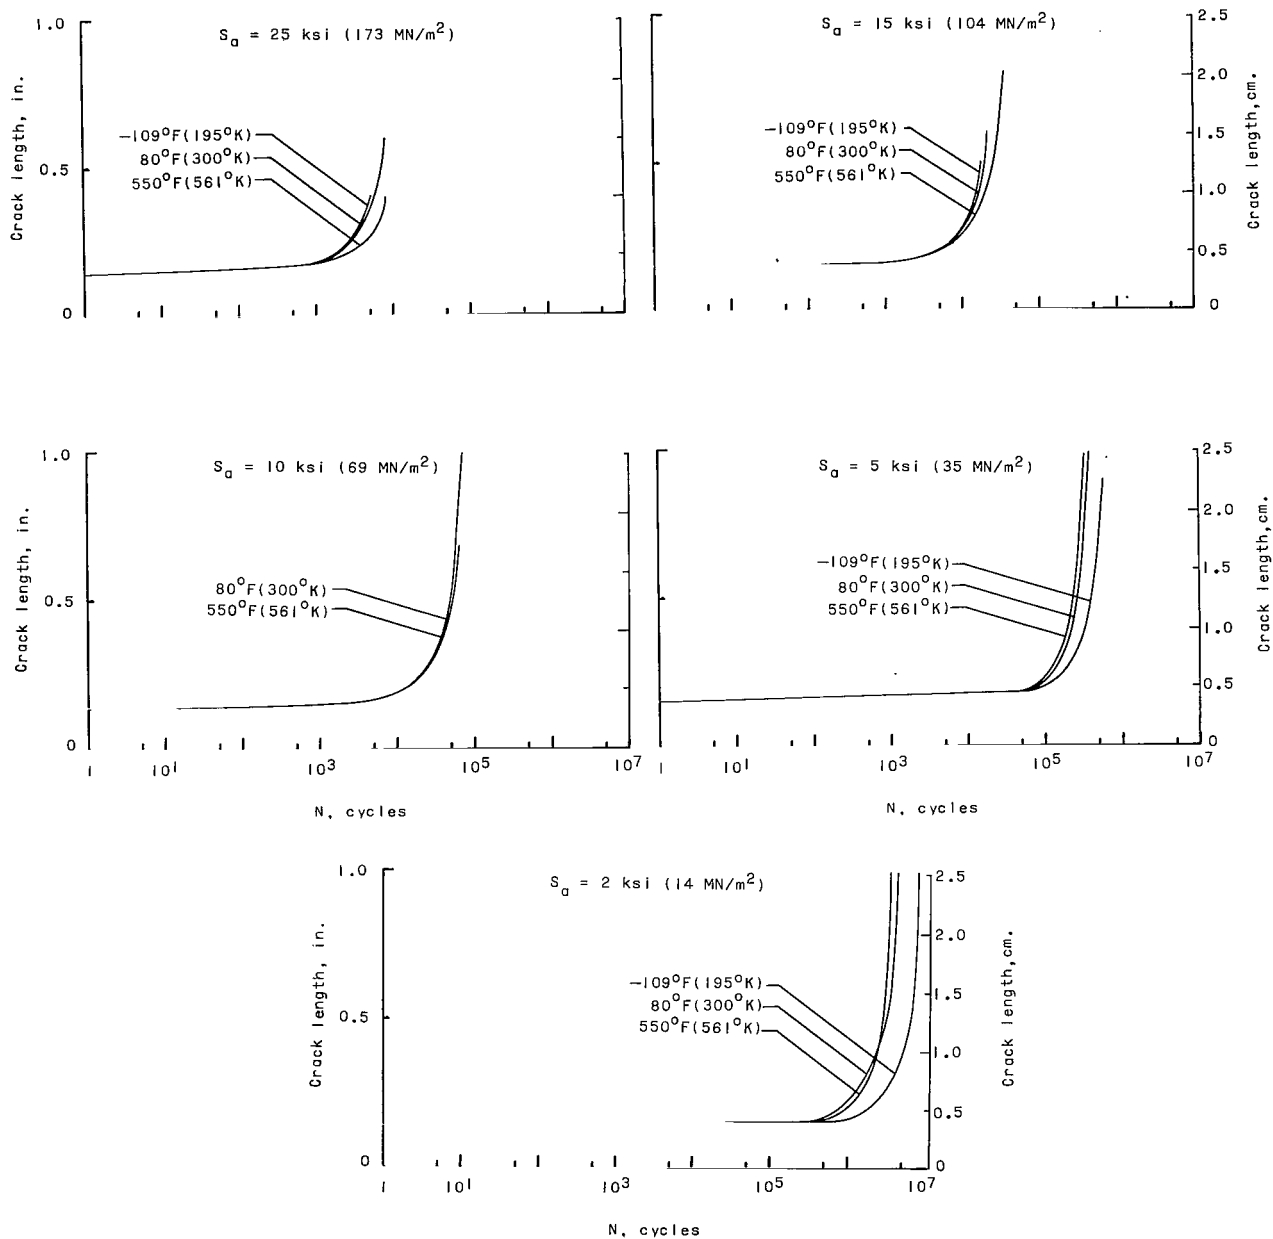 S_a = 25 ksi (173 MN/m²)
1.0
0.5
0
Crack length, in.
−109°F(195°K)
80°F(300°K)
550°F(561°K)
S_a = 15 ksi (104 MN/m²)
−109°F(195°K)
80°F(300°K)
550°F(561°K)
2.5
2.0
1.5
1.0
0.5
0
Crack length,cm.
S_a = 10 ksi (69 MN/m²)
1.0
0.5
0
Crack length, in.
80°F(300°K)
550°F(561°K)
1 10¹ 10³ 10⁵ 10⁷
N, cycles
S_a = 5 ksi (35 MN/m²)
−109°F(195°K)
80°F(300°K)
550°F(561°K)
2.5
2.0
1.5
1.0
0.5
0
Crack length,cm.
1 10¹ 10³ 10⁵ 10⁷
N, cycles
S_a = 2 ksi (14 MN/m²)
1.0
0.5
0
Crack length, in.
−109°F(195°K)
80°F(300°K)
550°F(561°K)
2.5
2.0
1.5
1.0
0.5
0
Crack length,cm.
1 10¹ 10³ 10⁵ 10⁷
N, cycles